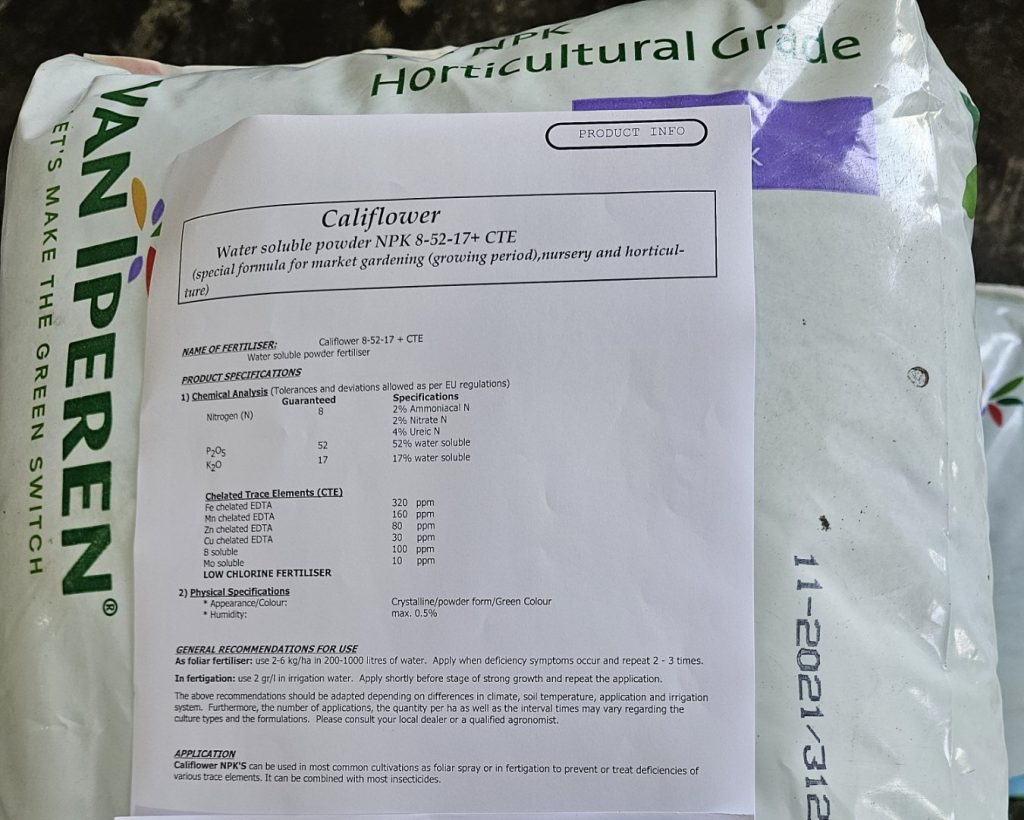 NPK
Horticultural Grade
VAN IPEREN®
ET'S MAKE THE GREEN SWITCH
K
PRODUCT INFO
Califlower
Water soluble powder NPK 8-52-17+ CTE
(special formula for market gardening (growing period),nursery and horticul-
ture)
NAME OF FERTILISER: Califlower 8-52-17 + CTE
Water soluble powder fertiliser
PRODUCT SPECIFICATIONS
1) Chemical Analysis (Tolerances and deviations allowed as per EU regulations)
Guaranteed Specifications
Nitrogen (N) 8 2% Ammoniacal N
2% Nitrate N
4% Ureic N
P2O5 52 52% water soluble
K2O 17 17% water soluble
Chelated Trace Elements (CTE)
Fe chelated EDTA 320 ppm
Mn chelated EDTA 160 ppm
Zn chelated EDTA 80 ppm
Cu chelated EDTA 30 ppm
B soluble 100 ppm
Mo soluble 10 ppm
LOW CHLORINE FERTILISER
2) Physical Specifications
* Appearance/Colour: Crystalline/powder form/Green Colour
* Humidity: max. 0.5%
GENERAL RECOMMENDATIONS FOR USE
As foliar fertiliser: use 2-6 kg/ha in 200-1000 litres of water. Apply when deficiency symptoms occur and repeat 2 - 3 times.
In fertigation: use 2 gr/l in irrigation water. Apply shortly before stage of strong growth and repeat the application.
The above recommendations should be adapted depending on differences in climate, soil temperature, application and irrigation
system. Furthermore, the number of applications, the quantity per ha as well as the interval times may vary regarding the
culture types and the formulations. Please consult your local dealer or a qualified agronomist.
APPLICATION
Califlower NPK'S can be used in most common cultivations as foliar spray or in fertigation to prevent or treat deficiencies of
various trace elements. It can be combined with most insecticides.
11-2021/312